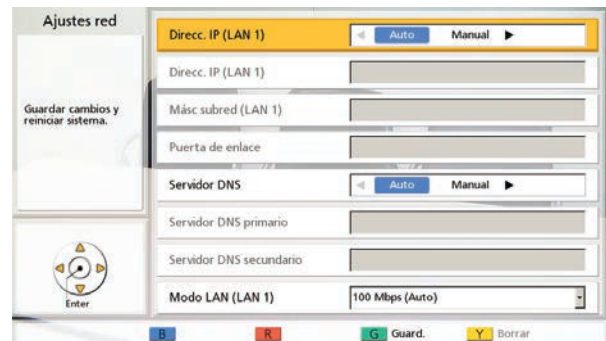 Ajustes red
Guardar cambios y
reiniciar sistema.
Enter
Direcc. IP (LAN 1) Auto Manual
Direcc. IP (LAN 1)
Másc subred (LAN 1)
Puerta de enlace
Servidor DNS Auto Manual
Servidor DNS primario
Servidor DNS secundario
Modo LAN (LAN 1) 100 Mbps (Auto)
B R G Guard. Y Borrar